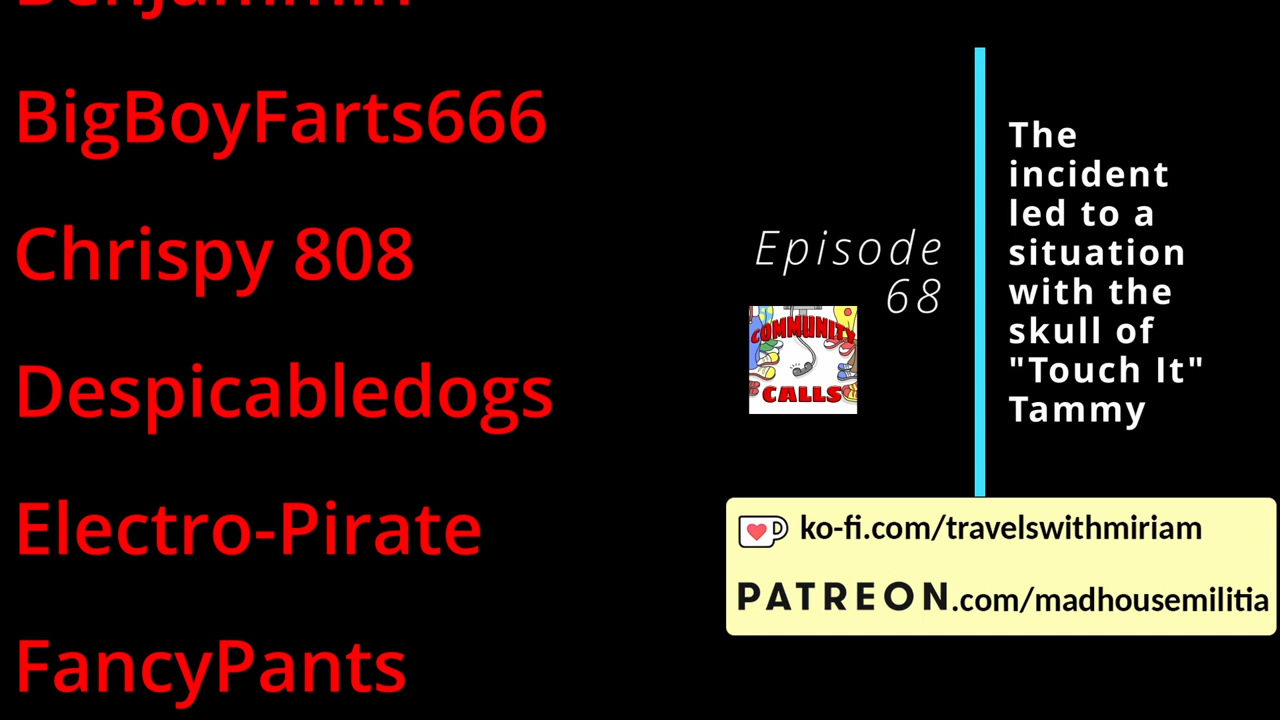 Benjammin
BigBoyFarts666
Chrispy 808
Despicabledogs
Electro-Pirate
FancyPants
Episode
68
COMMUNITY
CALLS
The
incident
led to a
situation
with the
skull of
"Touch It"
Tammy
ko-fi.com/travelswithmiriam
PATREON.com/madhousemilitia